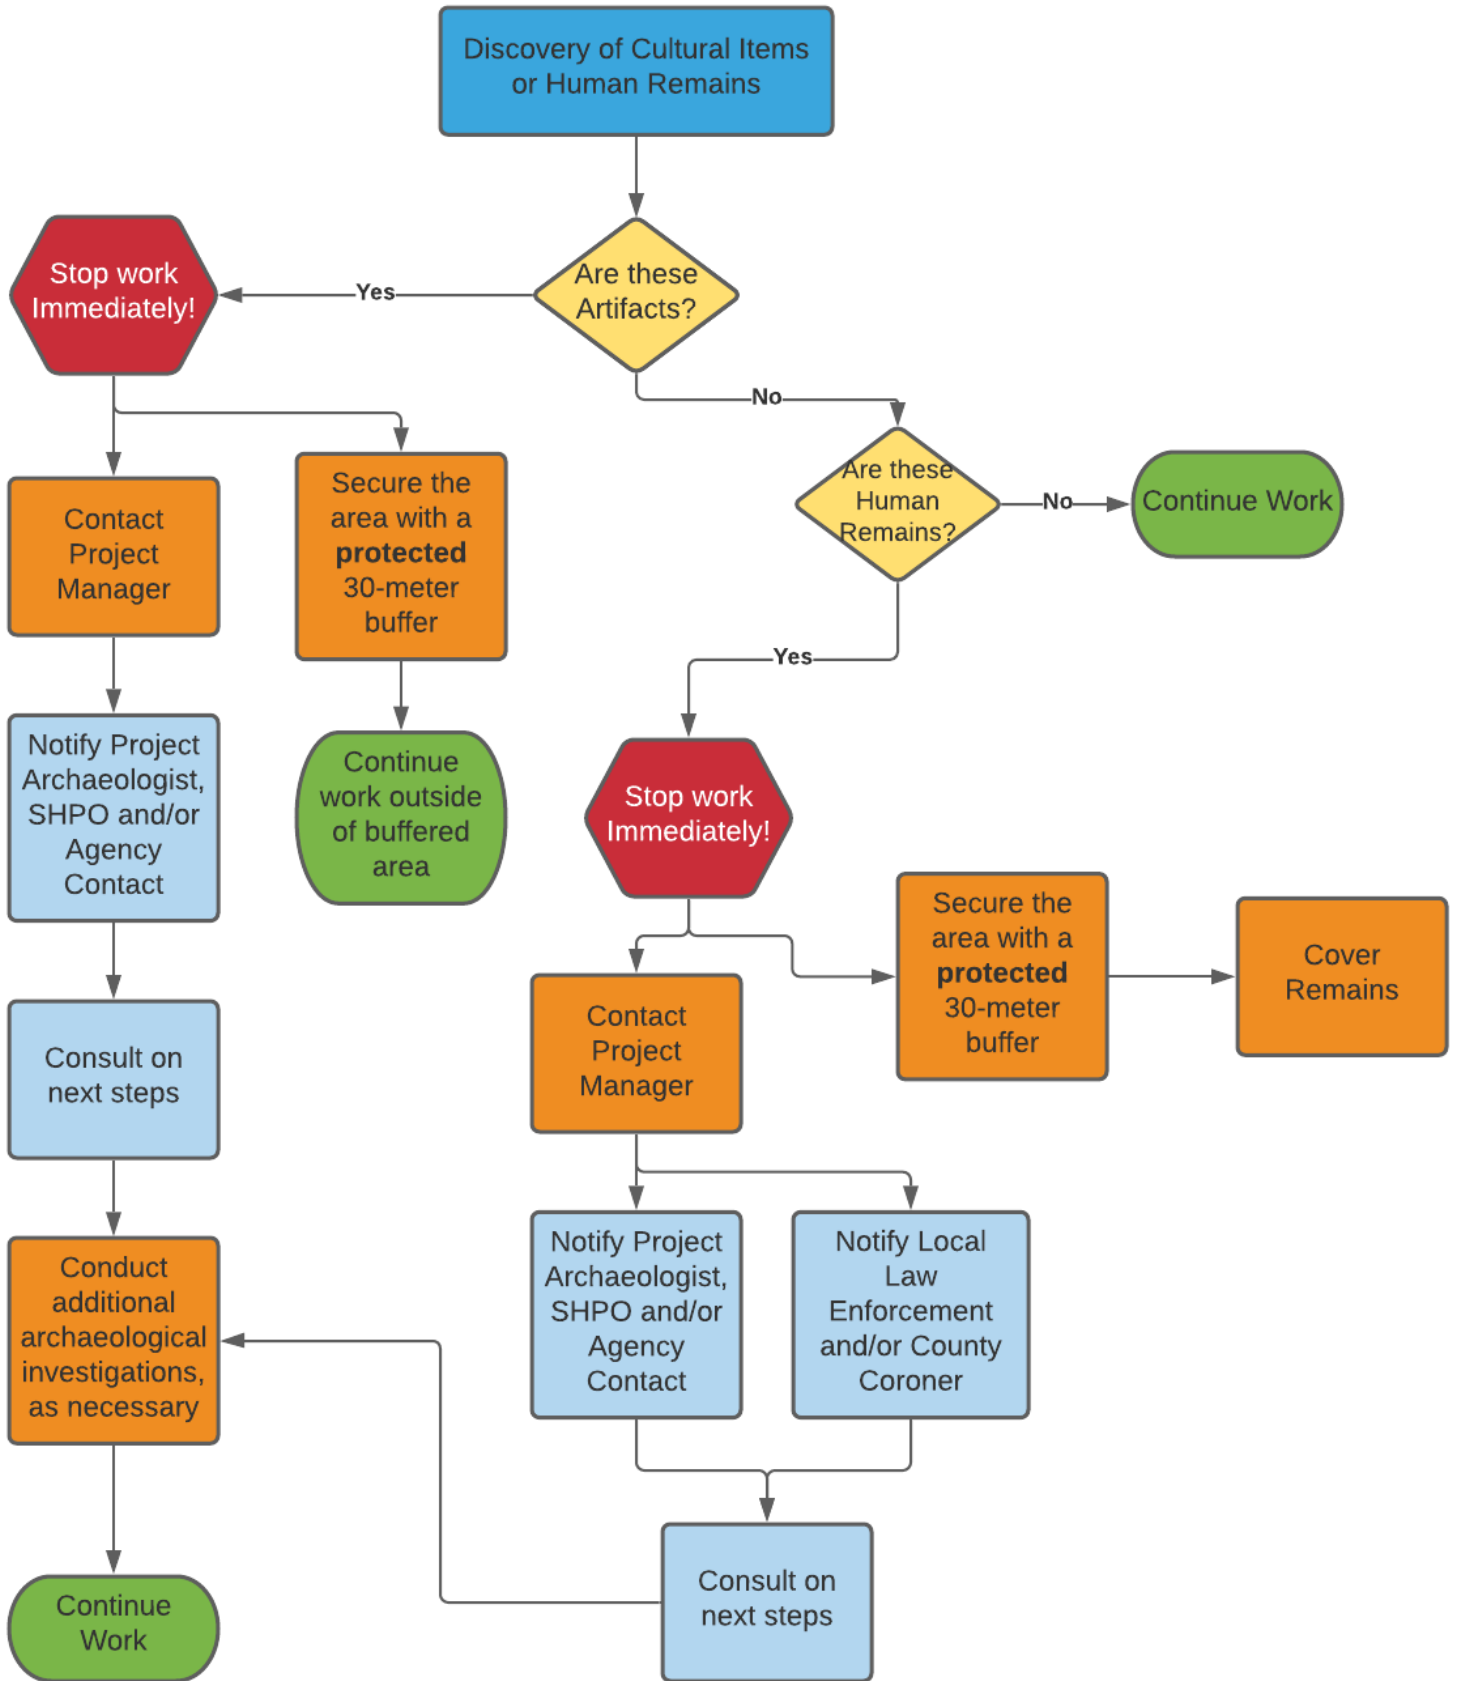 Discovery of Cultural Items
or Human Remains
Are these
Artifacts?
Yes
Stop work
Immediately!
No
Contact
Project
Manager
Secure the
area with a
protected
30-meter
buffer
Are these
Human
Remains?
No
Continue Work
Yes
Notify Project
Archaeologist,
SHPO and/or
Agency
Contact
Continue
work outside
of buffered
area
Stop work
Immediately!
Secure the
area with a
protected
30-meter
buffer
Cover
Remains
Consult on
next steps
Contact
Project
Manager
Conduct
additional
archaeological
investigations,
as necessary
Notify Project
Archaeologist,
SHPO and/or
Agency
Contact
Notify Local
Law
Enforcement
and/or County
Coroner
Continue
Work
Consult on
next steps